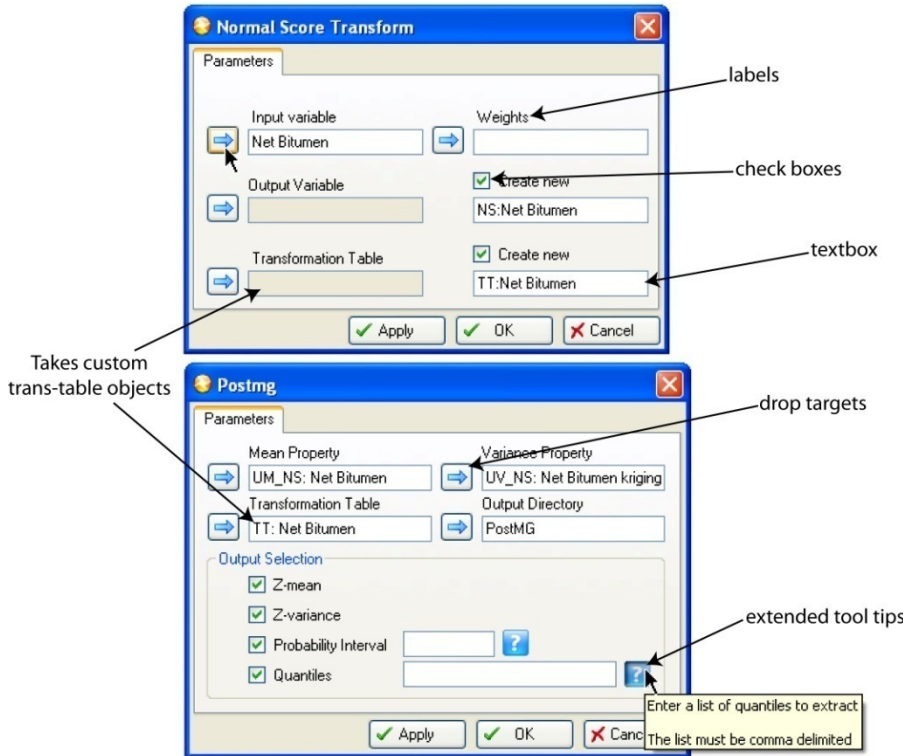 Normal Score Transform
Parameters
labels
Input variable
Weights
Net Bitumen
check boxes
Output Variable
Create new
NS:Net Bitumen
textbox
Transformation Table
Create new
TT:Net Bitumen
Apply
OK
Cancel
Takes custom
trans-table objects
Postmg
Parameters
drop targets
Mean Property
Variance Property
UM_NS: Net Bitumen
UV_NS: Net Bitumen kriging
Transformation Table
Output Directory
TT: Net Bitumen
PostMG
Output Selection
Z-mean
Z-variance
extended tool tips
Probability Interval
?
Quantiles
?
Enter a list of quantiles to extract
The list must be comma delimited
Apply
OK
Canc